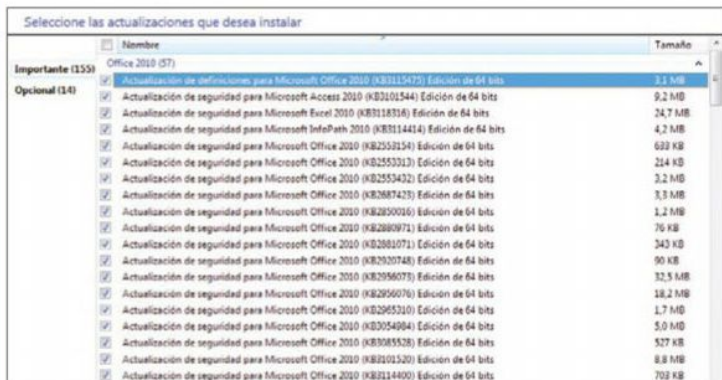 Seleccione las actualizaciones que desea instalar
Nombre Tamaño
Importante (155)
Opcional (14)
Office 2010 (57)
Actualización de definiciones para Microsoft Office 2010 (KB3115475) Edición de 64 bits 3,1 MB
Actualización de seguridad para Microsoft Access 2010 (KB3101544) Edición de 64 bits 9,2 MB
Actualización de seguridad para Microsoft Excel 2010 (KB3118316) Edición de 64 bits 24,7 MB
Actualización de seguridad para Microsoft InfoPath 2010 (KB3114414) Edición de 64 bits 4,2 MB
Actualización de seguridad para Microsoft Office 2010 (KB2553154) Edición de 64 bits 633 KB
Actualización de seguridad para Microsoft Office 2010 (KB2553313) Edición de 64 bits 214 KB
Actualización de seguridad para Microsoft Office 2010 (KB2553432) Edición de 64 bits 3,2 MB
Actualización de seguridad para Microsoft Office 2010 (KB2687423) Edición de 64 bits 3,3 MB
Actualización de seguridad para Microsoft Office 2010 (KB2850016) Edición de 64 bits 1,2 MB
Actualización de seguridad para Microsoft Office 2010 (KB2880971) Edición de 64 bits 76 KB
Actualización de seguridad para Microsoft Office 2010 (KB2881071) Edición de 64 bits 343 KB
Actualización de seguridad para Microsoft Office 2010 (KB2920748) Edición de 64 bits 90 KB
Actualización de seguridad para Microsoft Office 2010 (KB2956073) Edición de 64 bits 32,5 MB
Actualización de seguridad para Microsoft Office 2010 (KB2956076) Edición de 64 bits 18,2 MB
Actualización de seguridad para Microsoft Office 2010 (KB2965310) Edición de 64 bits 1,7 MB
Actualización de seguridad para Microsoft Office 2010 (KB3054984) Edición de 64 bits 5,0 MB
Actualización de seguridad para Microsoft Office 2010 (KB3085528) Edición de 64 bits 527 KB
Actualización de seguridad para Microsoft Office 2010 (KB3101520) Edición de 64 bits 8,8 MB
Actualización de seguridad para Microsoft Office 2010 (KB3114400) Edición de 64 bits 703 KB